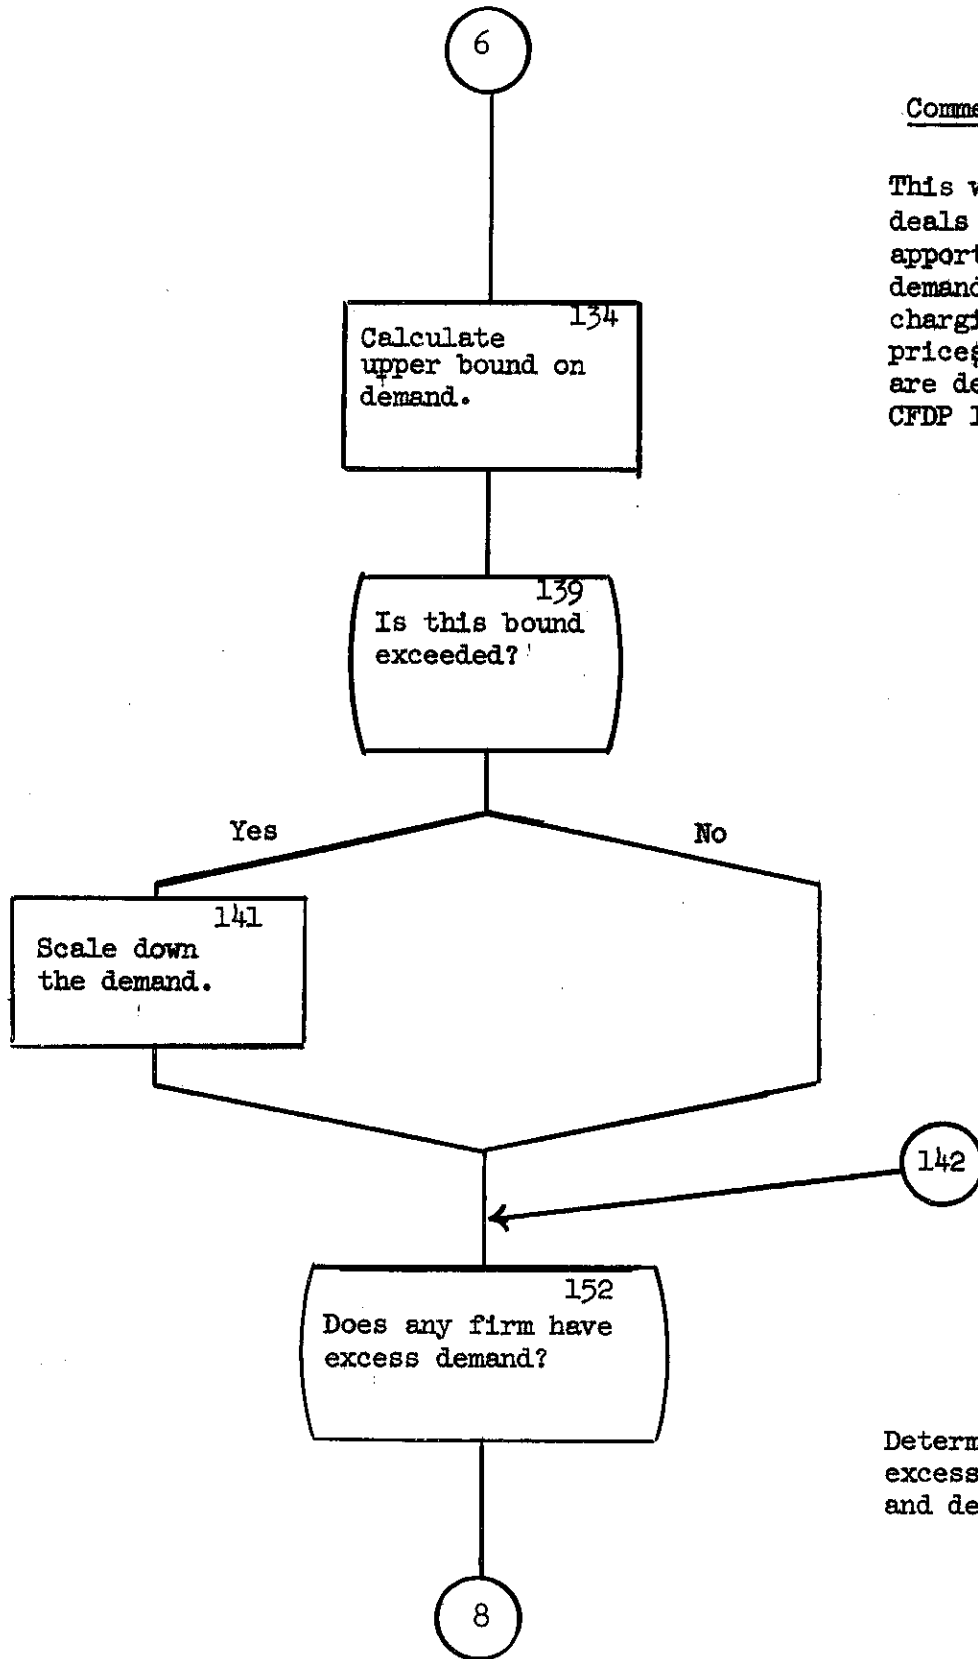 6
Comme
This w
deals
apport
demand
chargi
prices
are de
CFDP 1
134
Calculate
upper bound on
demand.
139
Is this bound
exceeded?
Yes
No
141
Scale down
the demand.
142
152
Does any firm have
excess demand?
Determ
excess
and de
8